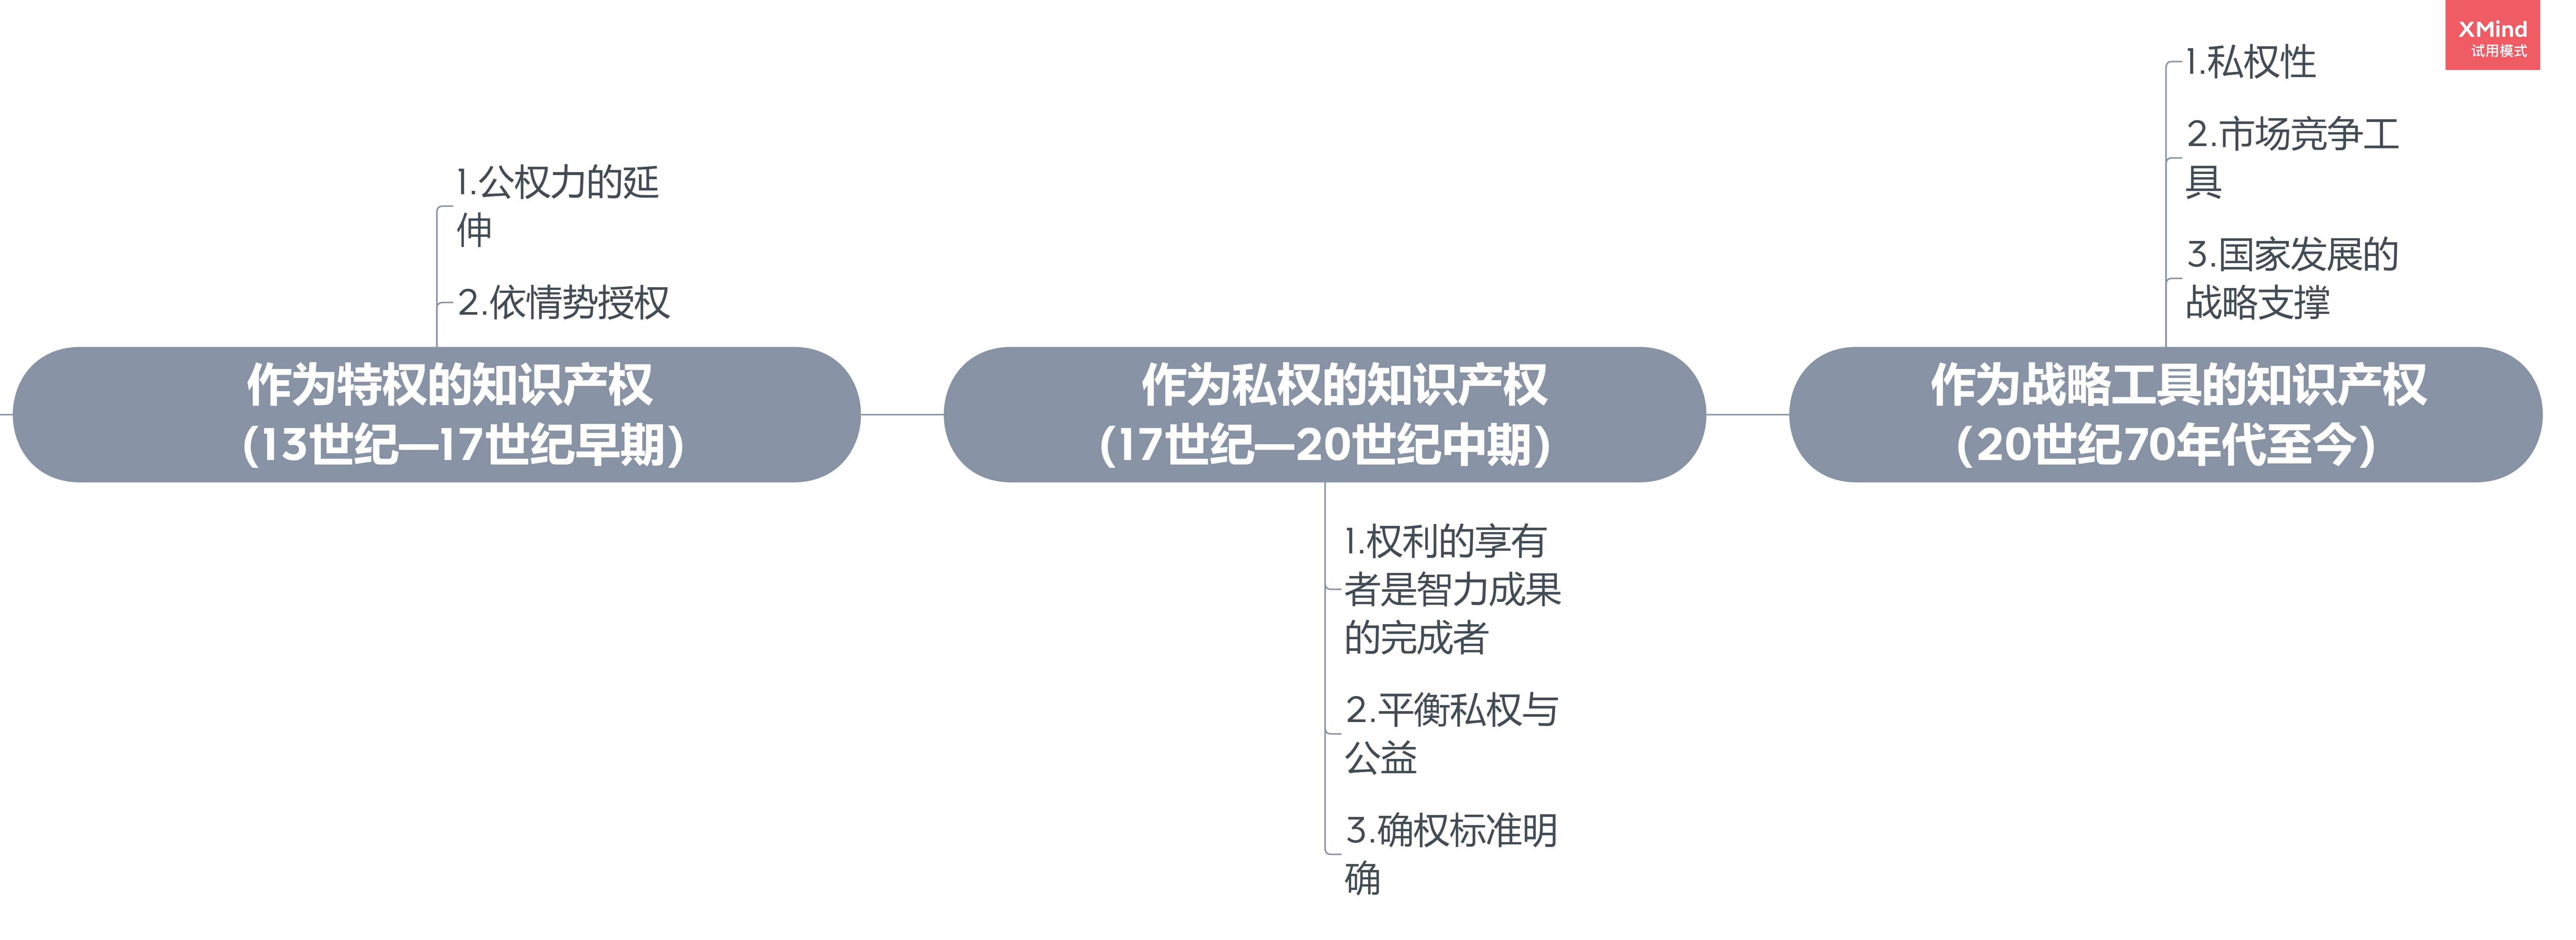 XMind
试用模式
1.公权力的延
伸
2.依情势授权
作为特权的知识产权
(13世纪—17世纪早期)
作为私权的知识产权
(17世纪—20世纪中期)
1.权利的享有
者是智力成果
的完成者
2.平衡私权与
公益
3.确权标准明
确
1.私权性
2.市场竞争工
具
3.国家发展的
战略支撑
作为战略工具的知识产权
(20世纪70年代至今)